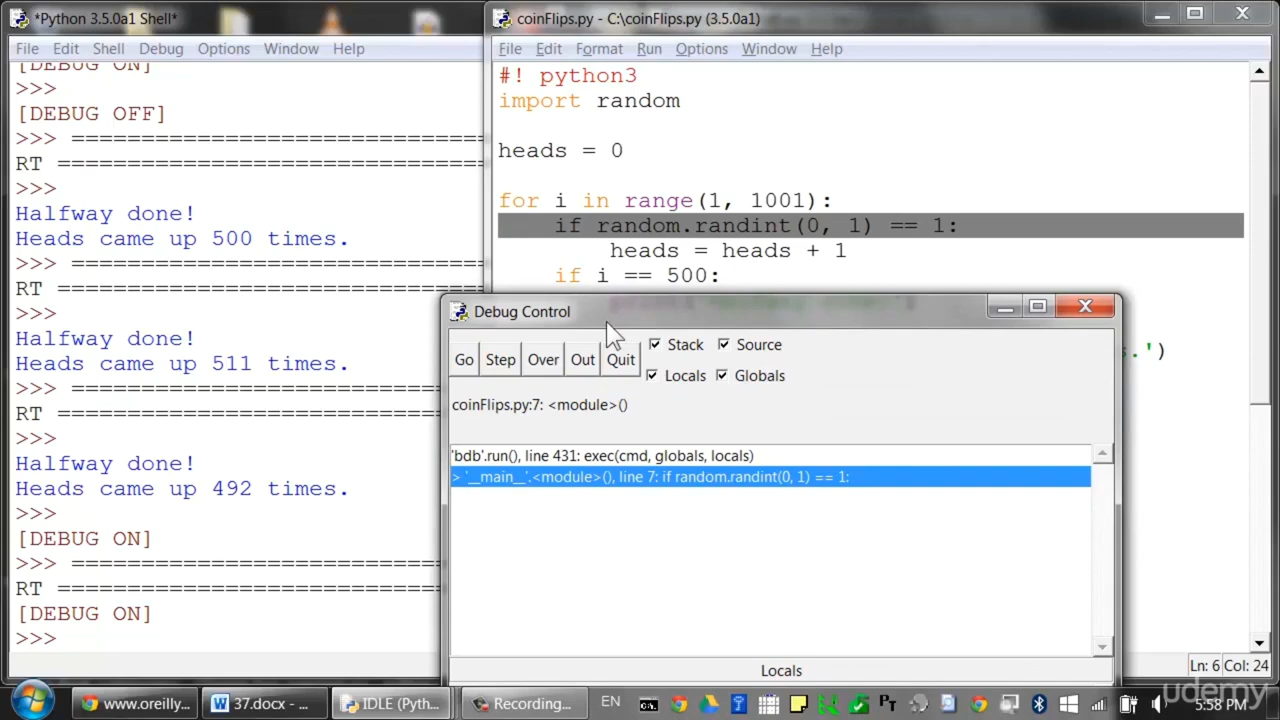 *Python 3.5.0a1 Shell*
File Edit Shell Debug Options Window Help
[DEBUG ON]
>>>
[DEBUG OFF]
>>> =================================
RT ==================================
>>>
Halfway done!
Heads came up 500 times.
>>> =================================
RT ==================================
>>>
Halfway done!
Heads came up 511 times.
>>> =================================
RT ==================================
>>>
Halfway done!
Heads came up 492 times.
>>>
[DEBUG ON]
>>> =================================
RT ==================================
[DEBUG ON]
>>>
coinFlips.py - C:\coinFlips.py (3.5.0a1)
File Edit Format Run Options Window Help
#! python3
import random
heads = 0
for i in range(1, 1001):
if random.randint(0, 1) == 1:
heads = heads + 1
if i == 500:
.')
Debug Control
Go Step Over Out Quit
Stack Source
Locals Globals
coinFlips.py:7: <module>()
'bdb'.run(), line 431: exec(cmd, globals, locals)
> '__main__'.<module>(), line 7: if random.randint(0, 1) == 1:
Locals
Ln: 6 Col: 24
www.oreilly... 37.docx - ... IDLE (Pyth... Recording... EN 5:58 PM
udemy